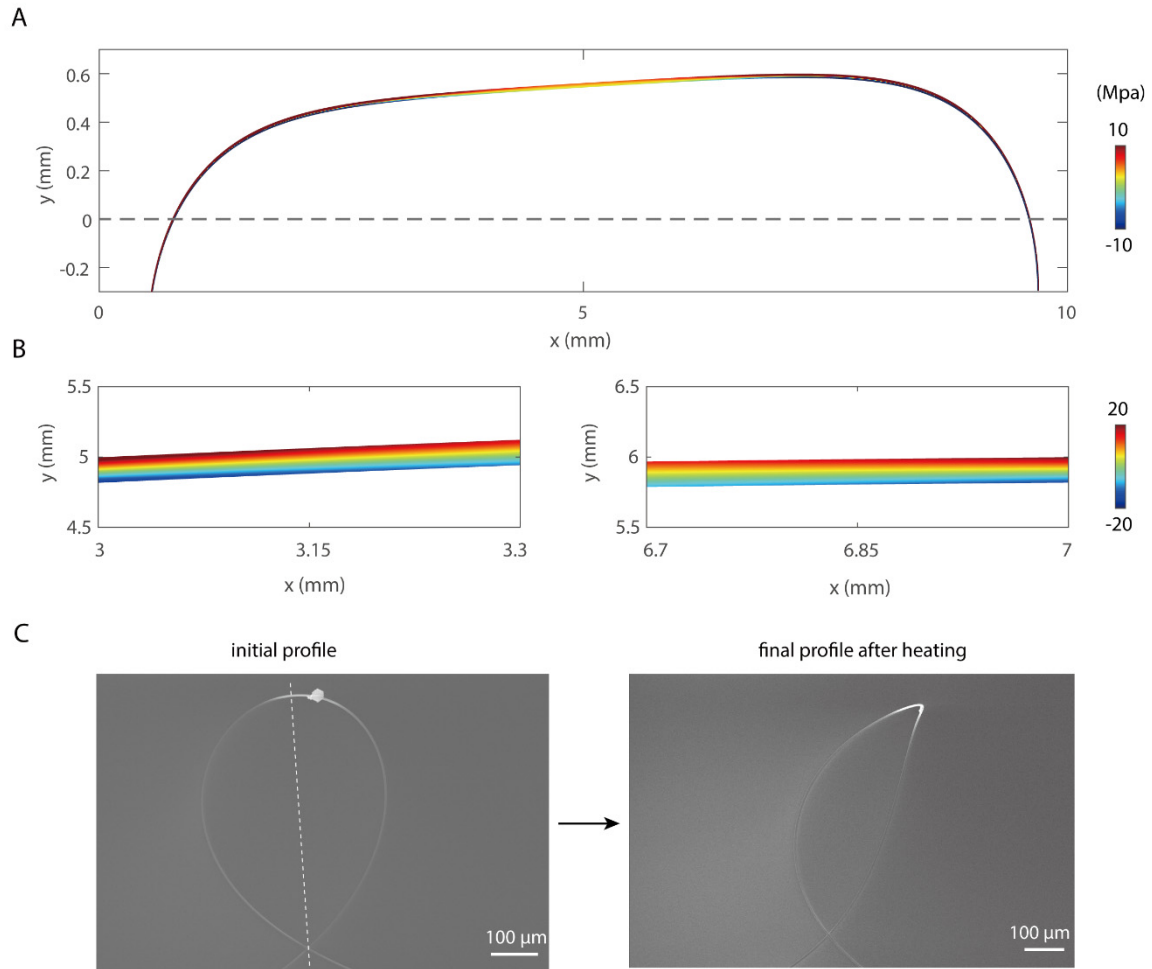 A
0.6
0.4
0.2
0
-0.2
y (mm)
0
5
10
x (mm)
(Mpa)
10
-10
B
5.5
5
4.5
y (mm)
3
3.15
3.3
x (mm)
6.5
6
5.5
y (mm)
6.7
6.85
7
x (mm)
20
-20
C
initial profile
final profile after heating
100 μm
100 μm